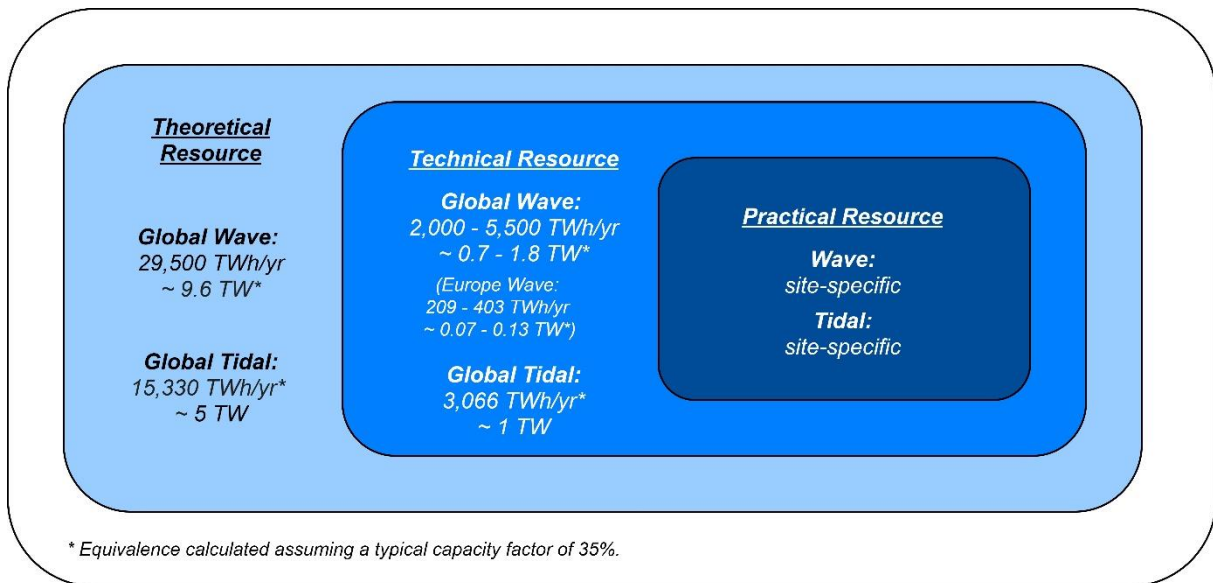 Theoretical
Resource
Global Wave:
29,500 TWh/yr
~ 9.6 TW*
Global Tidal:
15,330 TWh/yr*
~ 5 TW
Technical Resource
Global Wave:
2,000 - 5,500 TWh/yr
~ 0.7 - 1.8 TW*
(Europe Wave:
209 - 403 TWh/yr
~ 0.07 - 0.13 TW*)
Global Tidal:
3,066 TWh/yr*
~ 1 TW
Practical Resource
Wave:
site-specific
Tidal:
site-specific
* Equivalence calculated assuming a typical capacity factor of 35%.